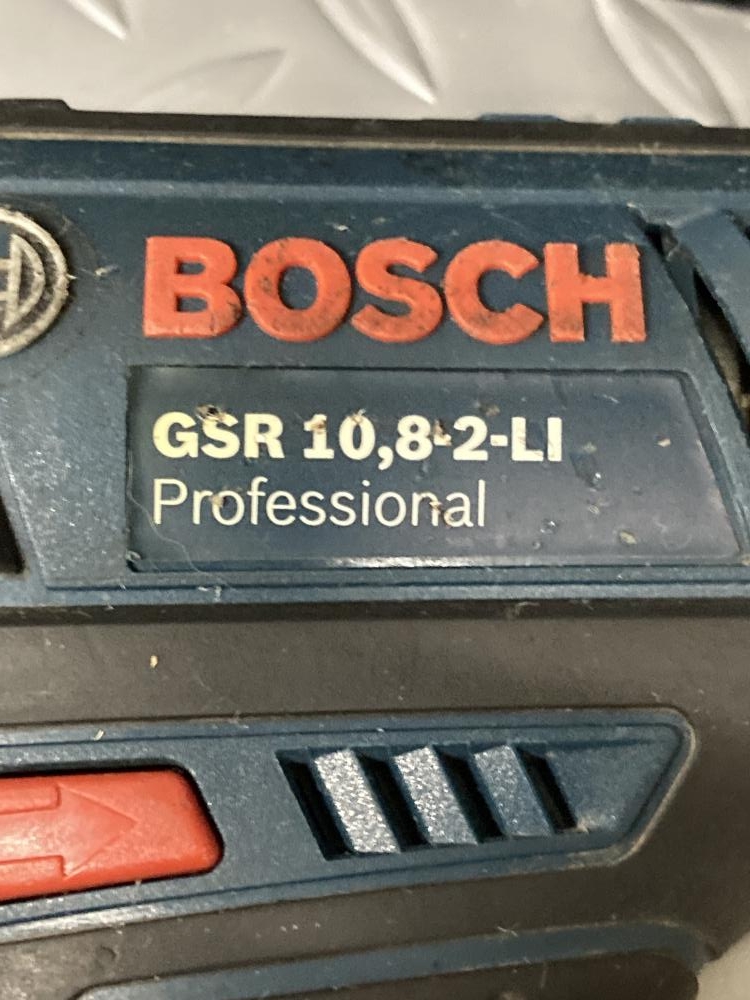 BOSCH
GSR 10,8-2-LI
Professional